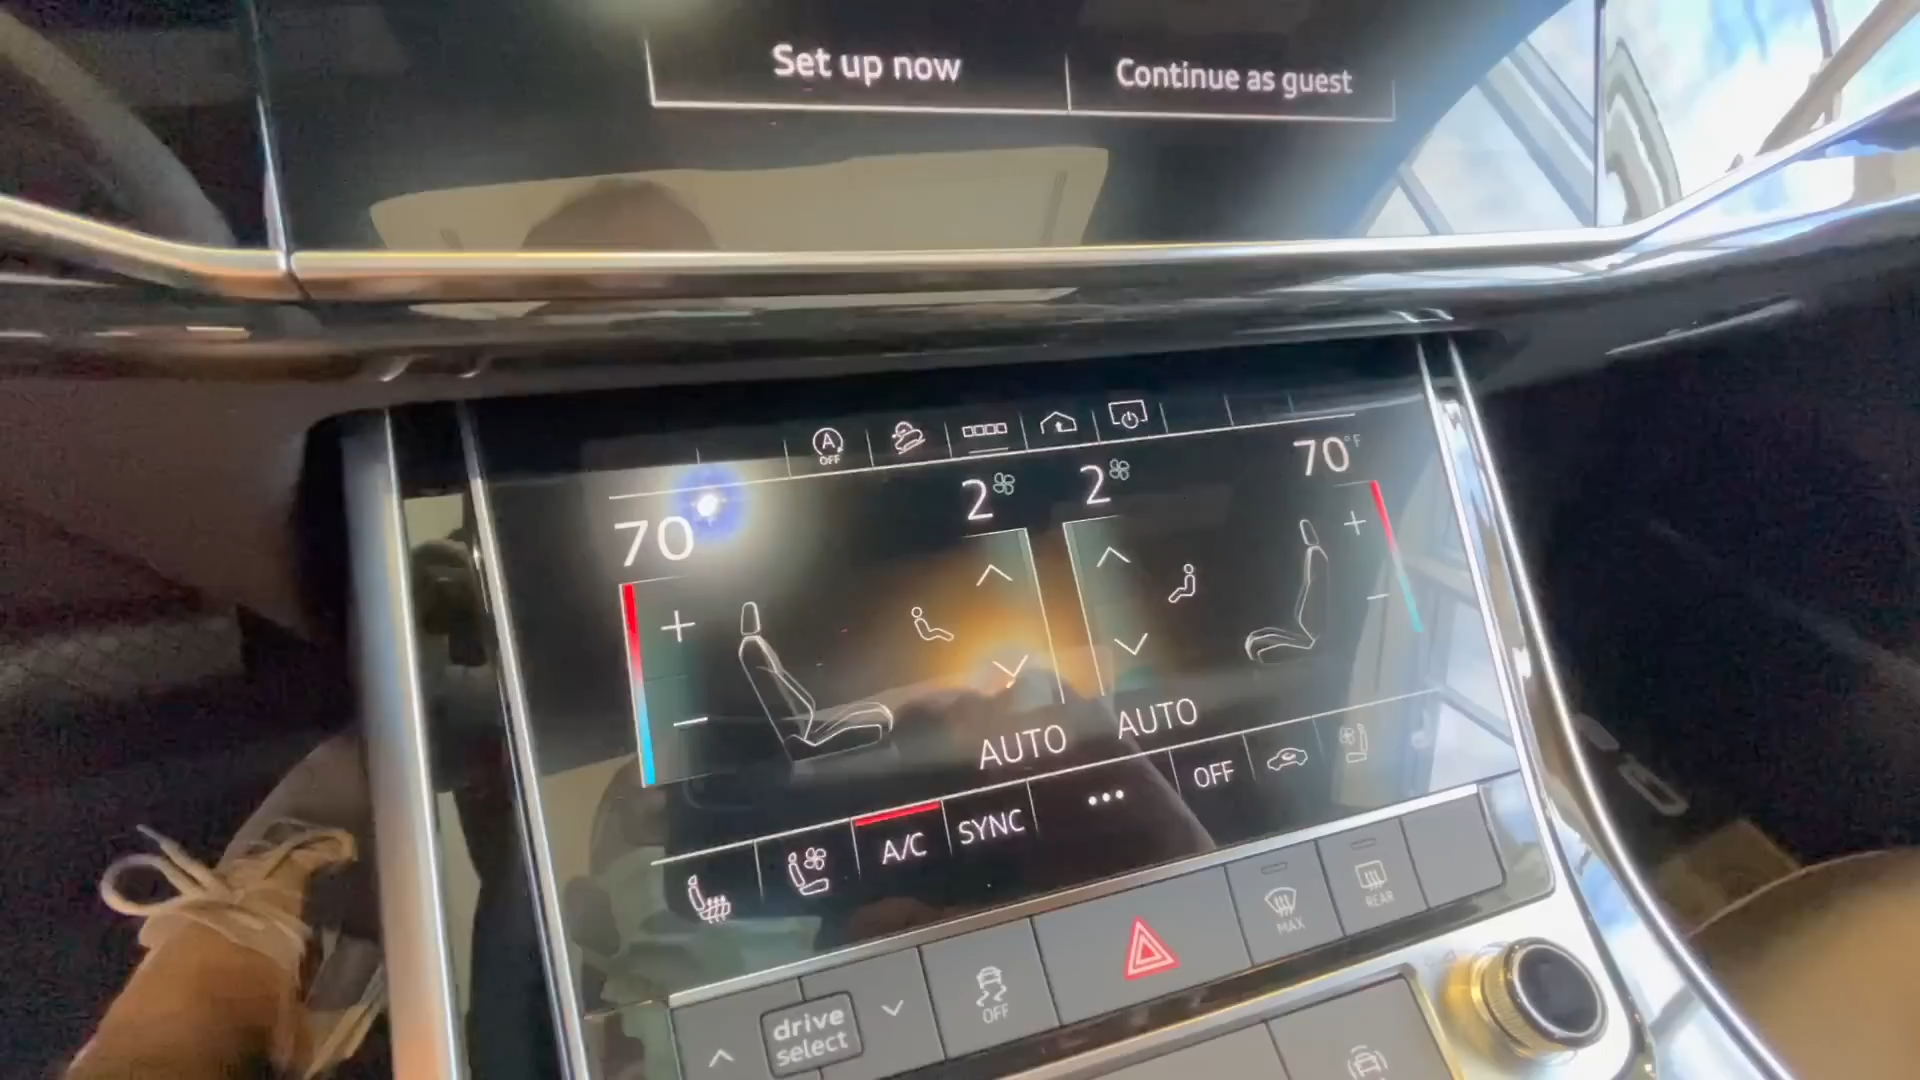 Set up now
Continue as guest
A
OFF
70
2
2
70°F
+
−
+
−
AUTO
AUTO
A/C
SYNC
•••
OFF
drive
select
OFF
MAX
REAR